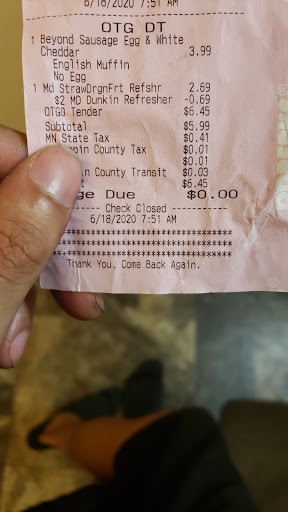 6/18/2020 7:51 AM
OTG DT
1 Beyond Sausage Egg & White
Cheddar 3.99
English Muffin
No Egg
1 Md StrawDrgnFrt Refshr 2.69
$2 MD Dunkin Refresher -0.69
OTGO Tender $6.45
Subtotal $5.99
MN State Tax $0.41
County Tax $0.01
$0.01
County Transit $0.03
$6.45
Due $0.00
------------ Check Closed ------------
6/18/2020 7:51 AM
Thank You. Come Back Again.